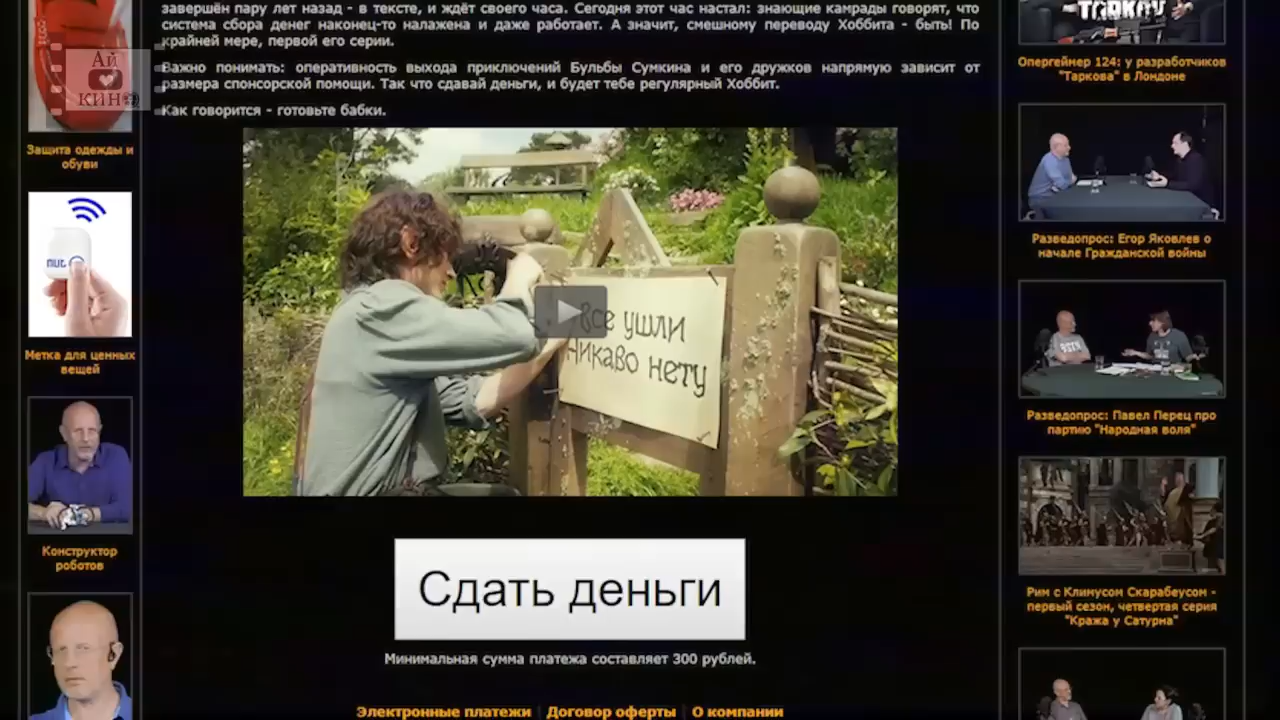 завершён пару лет назад - в тексте, и ждёт своего часа. Сегодня этот час настал: знающие камрады говорят, что
система сбора денег наконец-то налажена и даже работает. А значит, смешному переводу Хоббита - быть! По
крайней мере, первой его серии.
Важно понимать: оперативность выхода приключений Бульбы Сумкина и его дружков напрямую зависит от
размера спонсорской помощи. Так что сдавай деньги, и будет тебе регулярный Хоббит.
Как говорится - готовьте бабки.
Ай
КИНО
Защита одежды и
обуви
Метка для ценных
вещей
Конструктор
роботов
все ушли
никаво нету
Сдать деньги
Минимальная сумма платежа составляет 300 рублей.
Электронные платежи | Договор оферты | О компании
TARKOV
Опергеймер 124: у разработчиков
"Таркова" в Лондоне
Разведопрос: Егор Яковлев о
начале Гражданской войны
Разведопрос: Павел Перец про
партию "Народная воля"
Рим с Климусом Скарабеусом -
первый сезон, четвертая серия
"Кража у Сатурна"